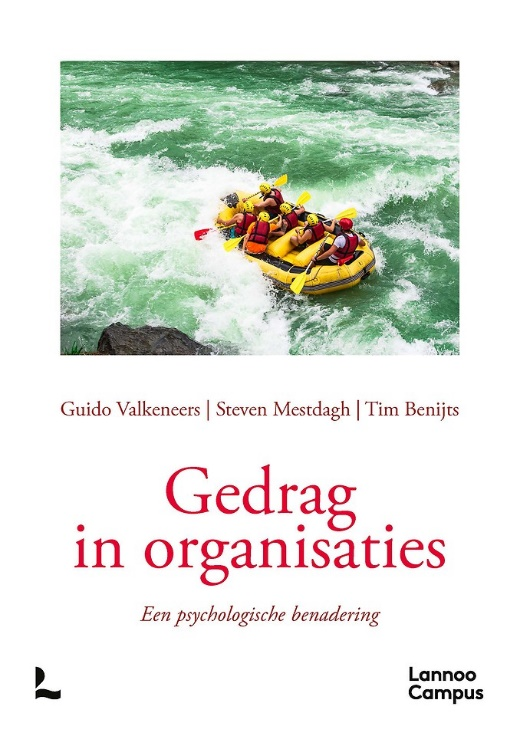 Guido Valkeneers | Steven Mestdagh | Tim Benijts
Gedrag
in organisaties
Een psychologische benadering
Lannoo
Campus